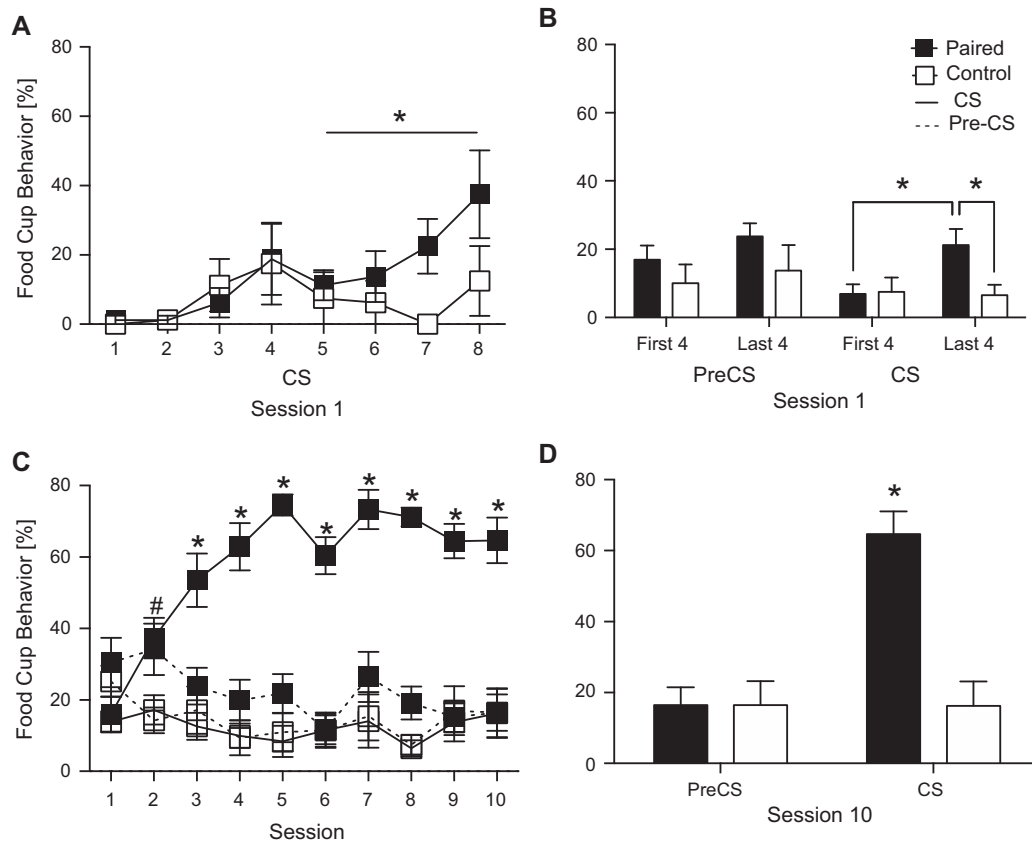 A
80
60
40
20
0
Food Cup Behavior [%]
*
1 2 3 4 5 6 7 8
CS
Session 1
B
80
60
40
20
0
Paired
Control
CS
Pre-CS
* *
First 4 Last 4 First 4 Last 4
PreCS CS
Session 1
C
80
60
40
20
0
Food Cup Behavior [%]
# * * * * * * * *
1 2 3 4 5 6 7 8 9 10
Session
D
80
60
40
20
0
*
PreCS CS
Session 10